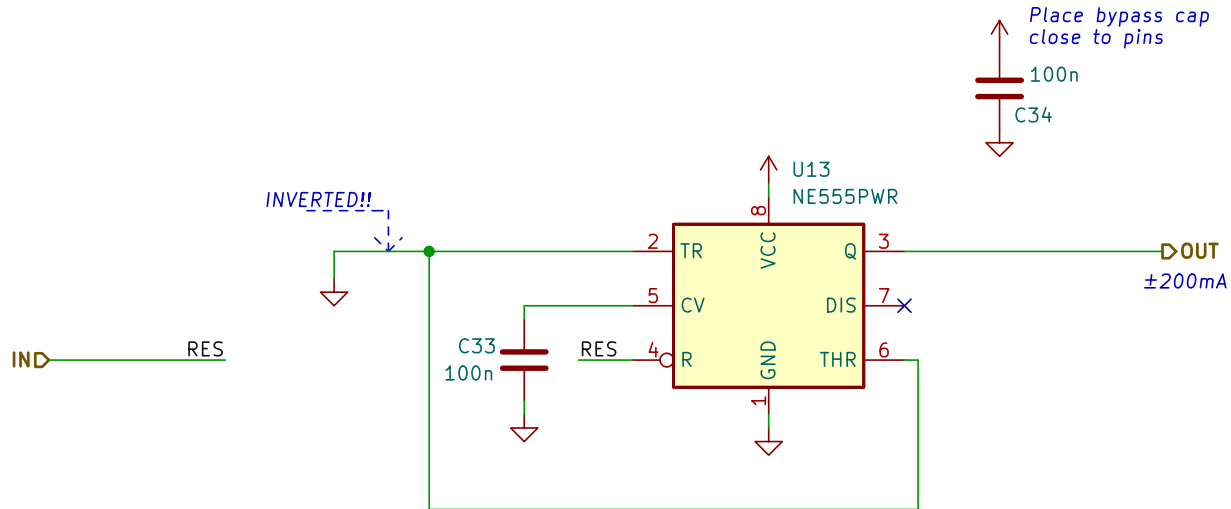 Place bypass cap
close to pins
100n
C34
U13
NE555PWR
INVERTED!!
8
2
TR
VCC
Q
3
OUT
±200mA
5
CV
DIS
7
IN
RES
C33
100n
RES
4
R
GND
THR
6
1